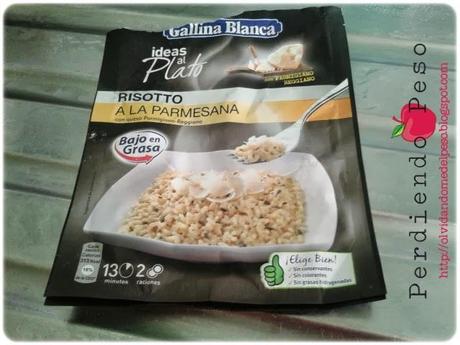 Gallina Blanca
ideas
al
Plato
con PARMIGIANO
REGGIANO
RISOTTO
A LA PARMESANA
con queso Parmigiano Reggiano
Bajo en
Grasa
13 2
minutos raciones
¡Elige Bien!
✓ Sin conservantes
✓ Sin colorantes
✓ Sin grasas hidrogenadas
Perdiendo Peso
http://olvidandomedelpeso.blogspot.com